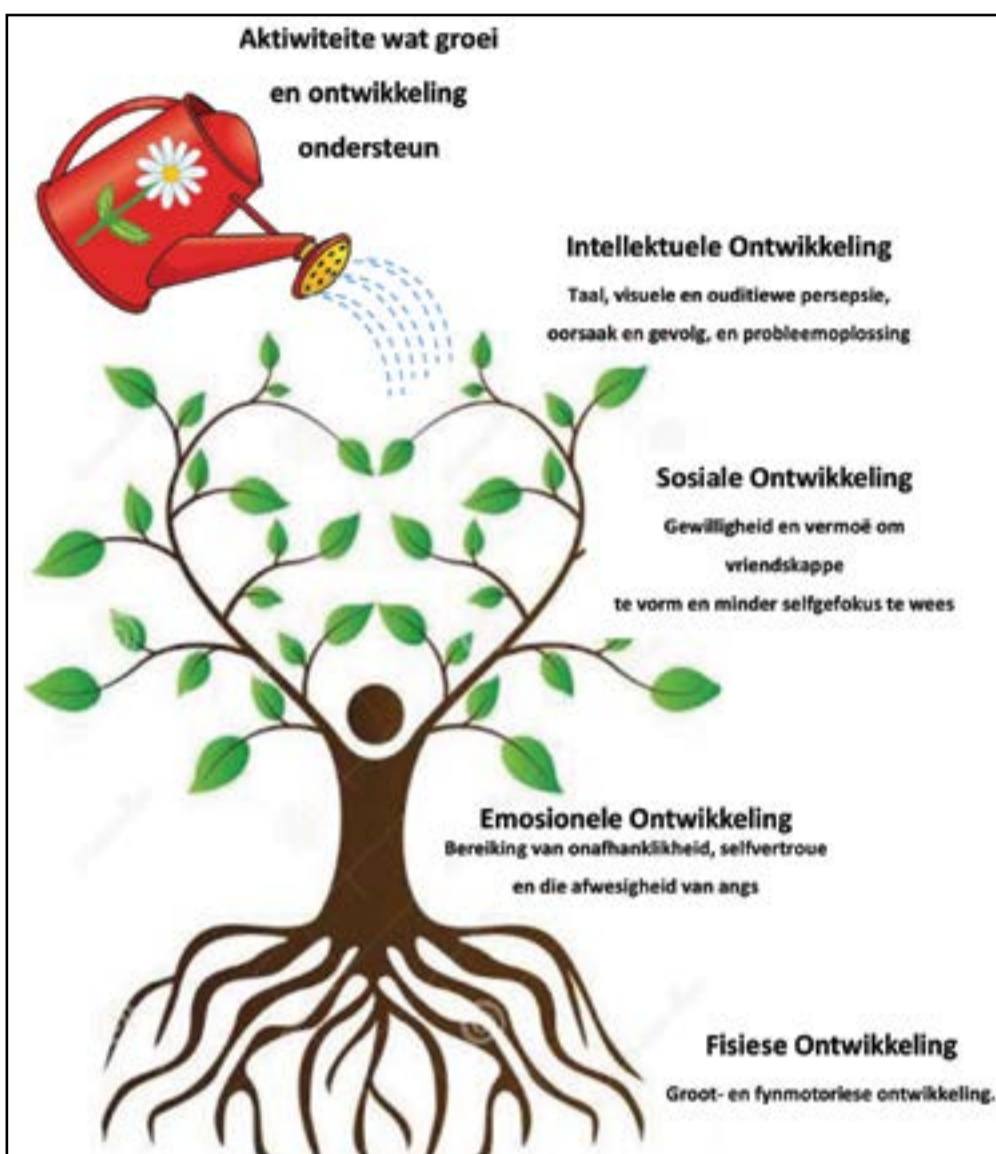 Aktiwiteite wat groei
en ontwikkeling
ondersteun
Intellektuele Ontwikkeling
Taal, visuele en ouditiewe persepsie,
oorsaak en gevolg, en probleemoplossing
Sosiale Ontwikkeling
Gewilligheid en vermoë om
vriendskappe
te vorm en minder selfgefokus te wees
Emosionele Ontwikkeling
Bereiking van onafhanklikheid, selfvertroue
en die afwesigheid van angs
Fisiese Ontwikkeling
Groot- en fynmotoriese ontwikkeling.